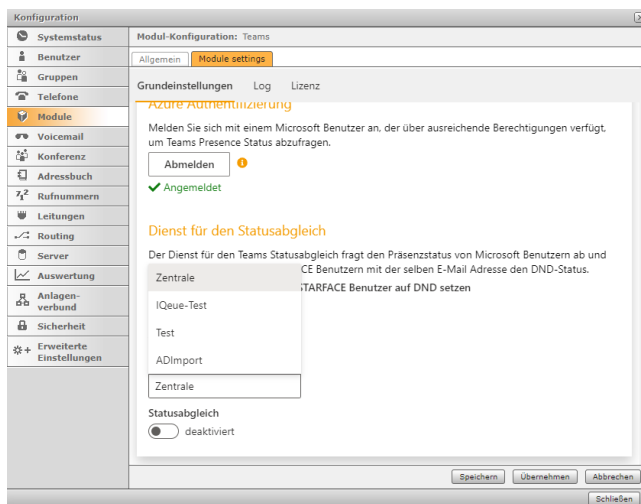 Konfiguration
Systemstatus
Benutzer
Gruppen
Telefone
Module
Voicemail
Konferenz
Adressbuch
Rufnummern
Leitungen
Routing
Server
Auswertung
Anlagen-
verbund
Sicherheit
Erweiterte
Einstellungen
Modul-Konfiguration: Teams
Allgemein
Module settings
Grundeinstellungen Log Lizenz
Azure Authentifizierung
Melden Sie sich mit einem Microsoft Benutzer an, der über ausreichende Berechtigungen verfügt,
um Teams Presence Status abzufragen.
Abmelden
Angemeldet
Dienst für den Statusabgleich
Der Dienst für den Teams Statusabgleich fragt den Präsenzstatus von Microsoft Benutzern ab und
CE Benutzern mit der selben E-Mail Adresse den DND-Status.
STARFACE Benutzer auf DND setzen
Zentrale
IQeue-Test
Test
ADImport
Zentrale
Statusabgleich
deaktiviert
Speichern Übernehmen Abbrechen
Schließen